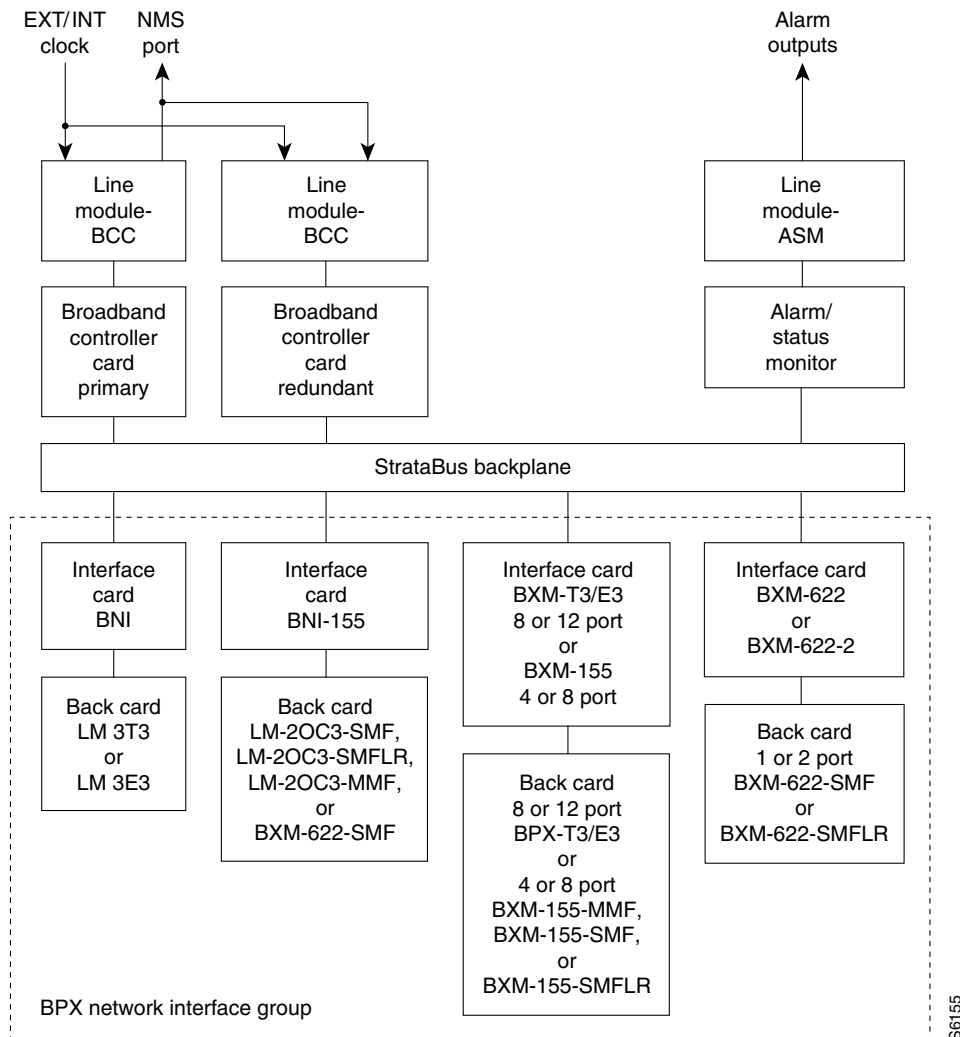 EXT/INT
clock
NMS
port
Alarm
outputs
Line
module-
BCC
Line
module-
BCC
Line
module-
ASM
Broadband
controller
card
primary
Broadband
controller
card
redundant
Alarm/
status
monitor
StrataBus backplane
Interface
card
BNI
Interface
card
BNI-155
Interface card
BXM-T3/E3
8 or 12 port
or
BXM-155
4 or 8 port
Interface card
BXM-622
or
BXM-622-2
Back card
LM 3T3
or
LM 3E3
Back card
LM-2OC3-SMF,
LM-2OC3-SMFLR,
LM-2OC3-MMF,
or
BXM-622-SMF
Back card
8 or 12 port
BPX-T3/E3
or
4 or 8 port
BXM-155-MMF,
BXM-155-SMF,
or
BXM-155-SMFLR
Back card
1 or 2 port
BXM-622-SMF
or
BXM-622-SMFLR
BPX network interface group
S6155